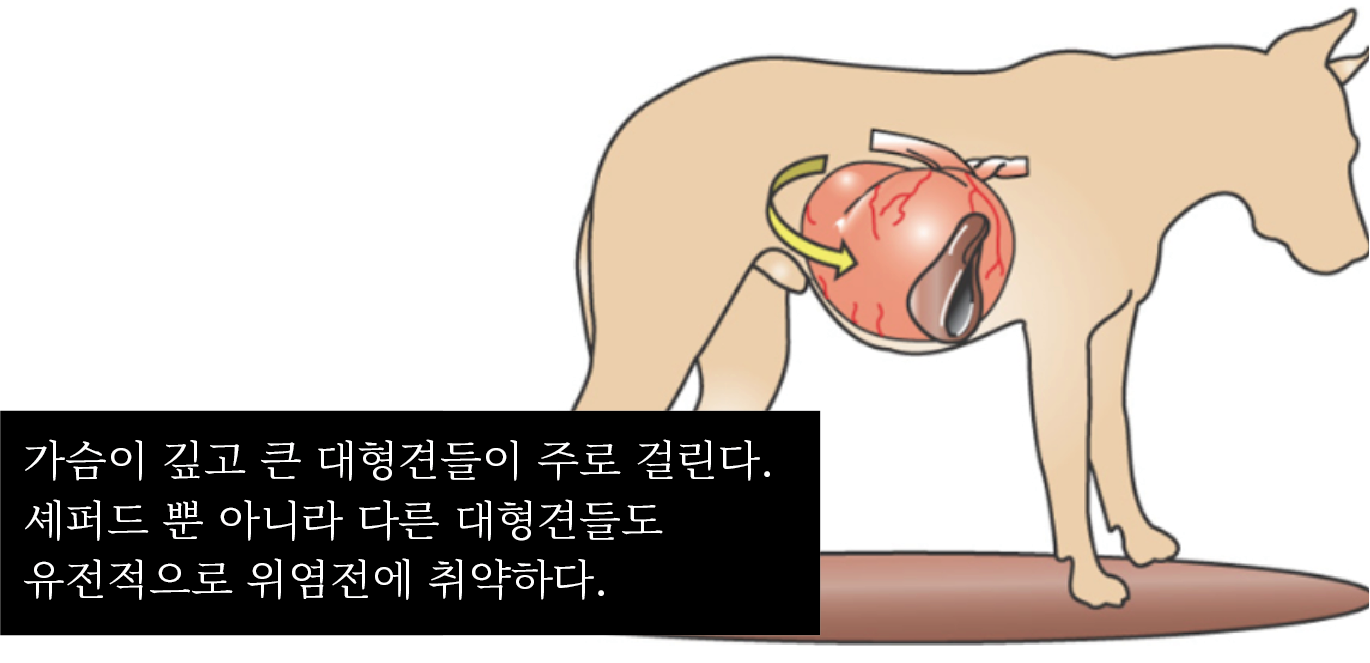 가슴이 깊고 큰 대형견들이 주로 걸린다.
셰퍼드 뿐 아니라 다른 대형견들도
유전적으로 위염전에 취약하다.